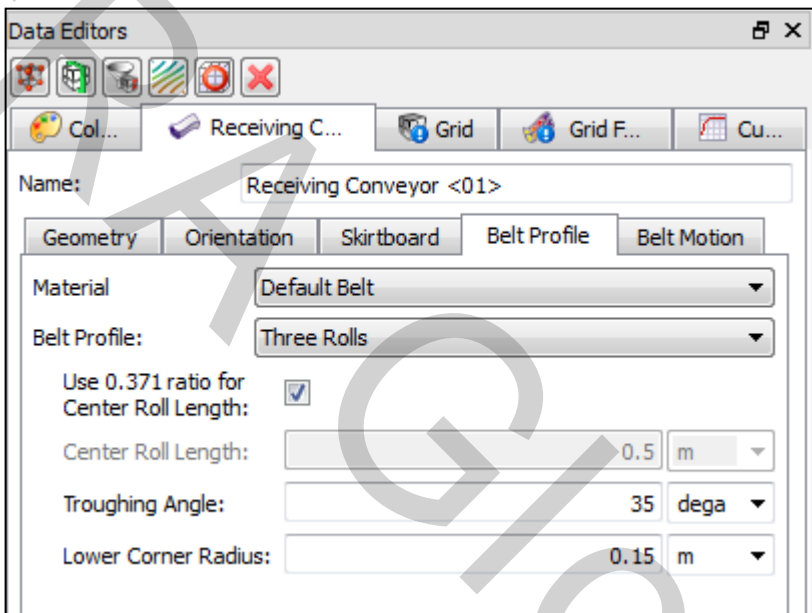 Data Editors
Col... Receiving C... Grid Grid F... Cu...
Name: Receiving Conveyor <01>
Geometry Orientation Skirtboard Belt Profile Belt Motion
Material Default Belt
Belt Profile: Three Rolls
Use 0.371 ratio for
Center Roll Length:
Center Roll Length: 0.5 m
Troughing Angle: 35 dega
Lower Corner Radius: 0.15 m